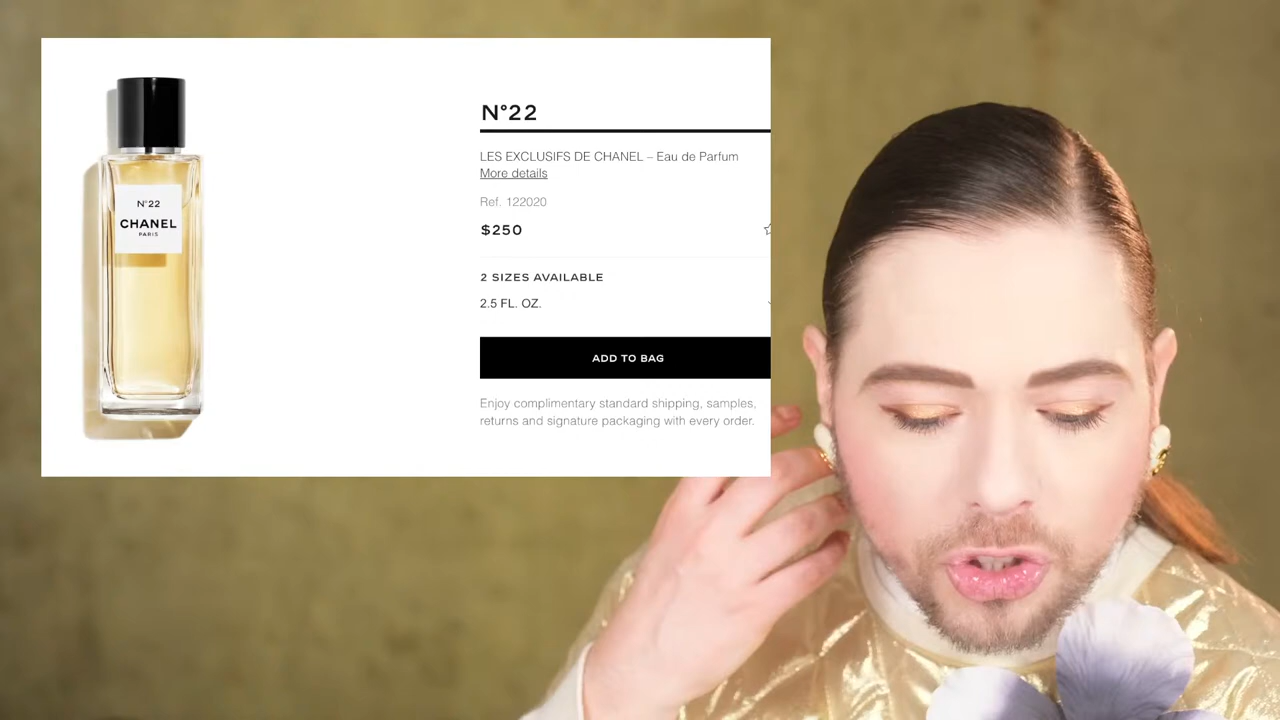 N°22
CHANEL
PARIS
N°22
LES EXCLUSIFS DE CHANEL – Eau de Parfum
More details
Ref. 122020
$250
2 SIZES AVAILABLE
2.5 FL. OZ.
ADD TO BAG
Enjoy complimentary standard shipping, samples,
returns and signature packaging with every order.